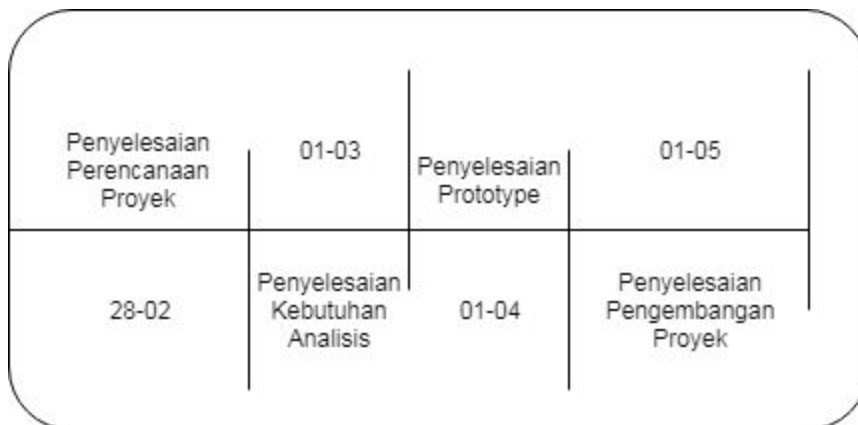 Penyelesaian
Perencanaan
Proyek
01-03
Penyelesaian
Prototype
01-05
28-02
Penyelesaian
Kebutuhan
Analisis
01-04
Penyelesaian
Pengembangan
Proyek